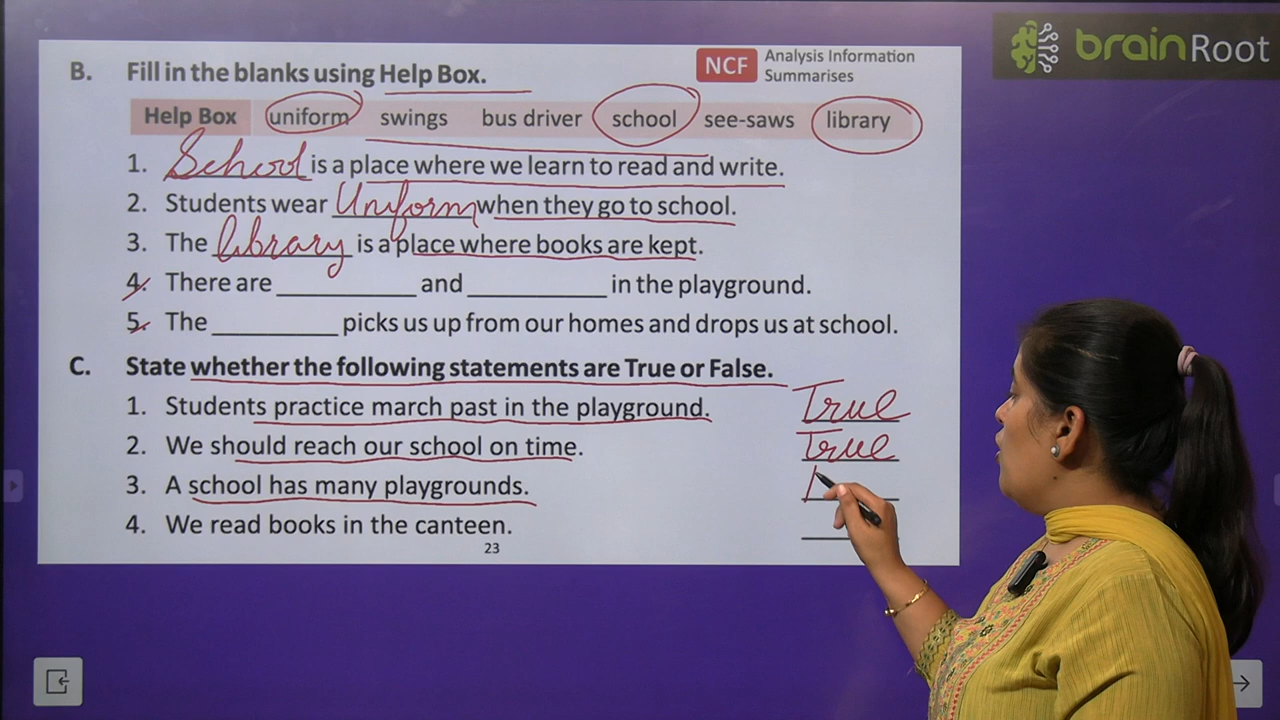 brainRoot
B. Fill in the blanks using Help Box.
NCF Analysis Information
Summarises
Help Box uniform swings bus driver school see-saws library
1. School is a place where we learn to read and write.
2. Students wear Uniform when they go to school.
3. The library is a place where books are kept.
4. There are ____________ and ____________ in the playground.
5. The ___________ picks us up from our homes and drops us at school.
C. State whether the following statements are True or False.
1. Students practice march past in the playground. True
2. We should reach our school on time. True
3. A school has many playgrounds.
4. We read books in the canteen. ________
23